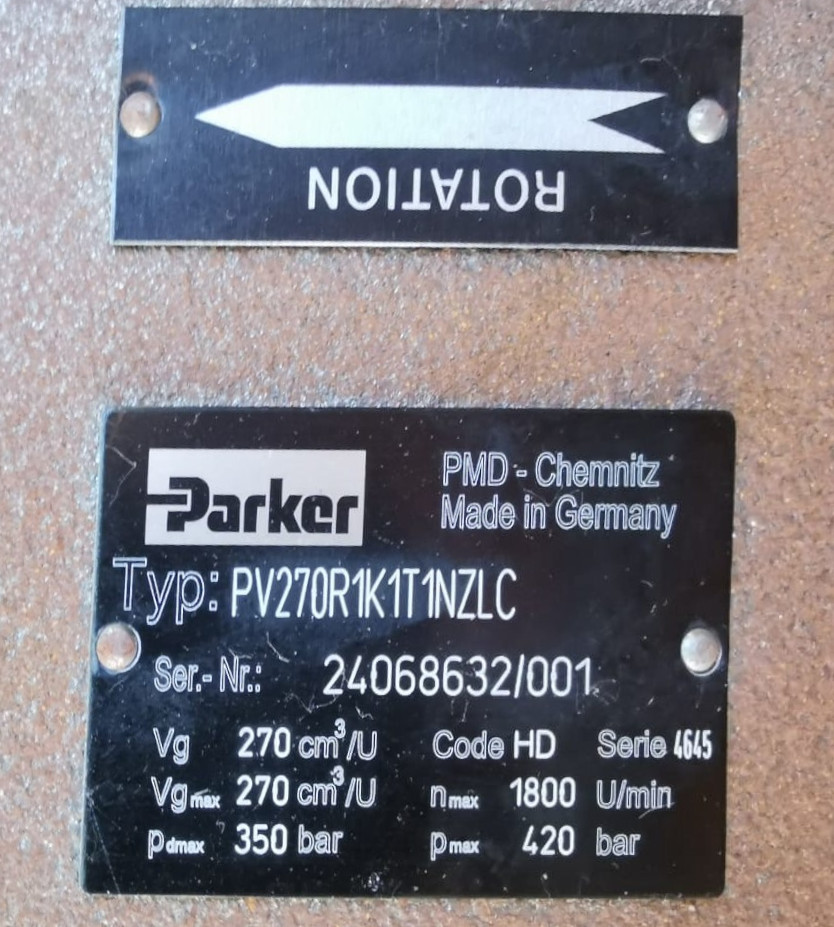 ROTATION
Parker
PMD - Chemnitz
Made in Germany
Typ: PV270R1K1T1NZLC
Ser.- Nr.: 24068632/001
Vg 270 cm³/U Code HD Serie 4645
Vgmax 270 cm³/U nmax 1800 U/min
pdmax 350 bar pmax 420 bar